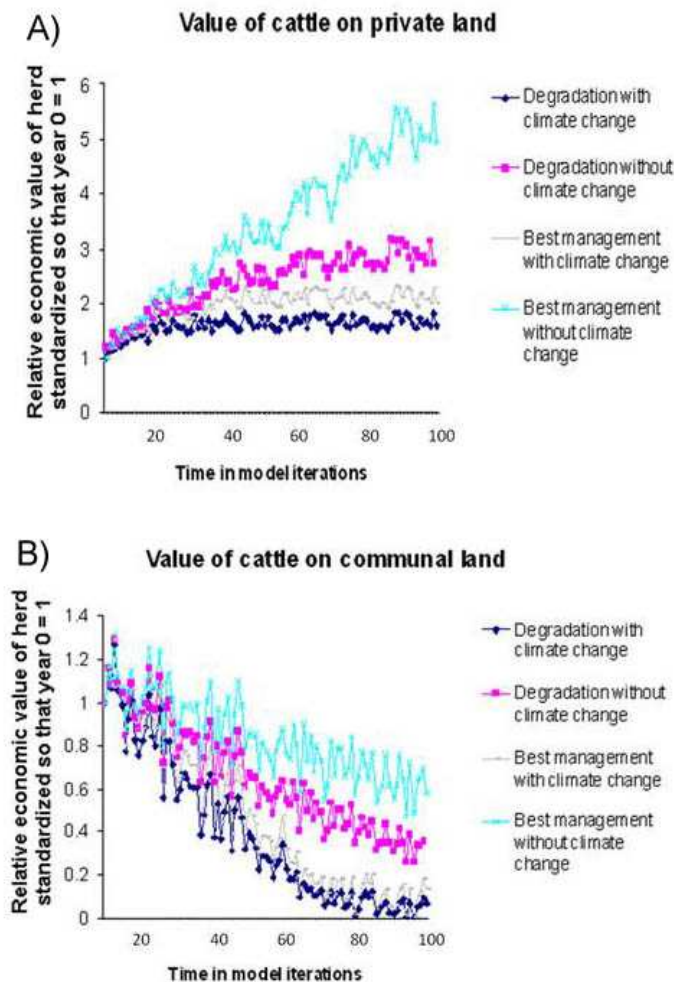 A)
Value of cattle on private land
Relative economic value of herd
standardized so that year 0 = 1
6
5
4
3
2
1
0
20 40 60 80 100
Time in model iterations
Degradation with
climate change
Degradation without
climate change
Best management
with climate change
Best management
without climate
change
B)
Value of cattle on communal land
Relative economic value of herd
standardized so that year 0 = 1
1.4
1.2
1
0.8
0.6
0.4
0.2
0
20 40 60 80 100
Time in model iterations
Degradation with
climate change
Degradation without
climate change
Best management
with climate change
Best management
without climate
change